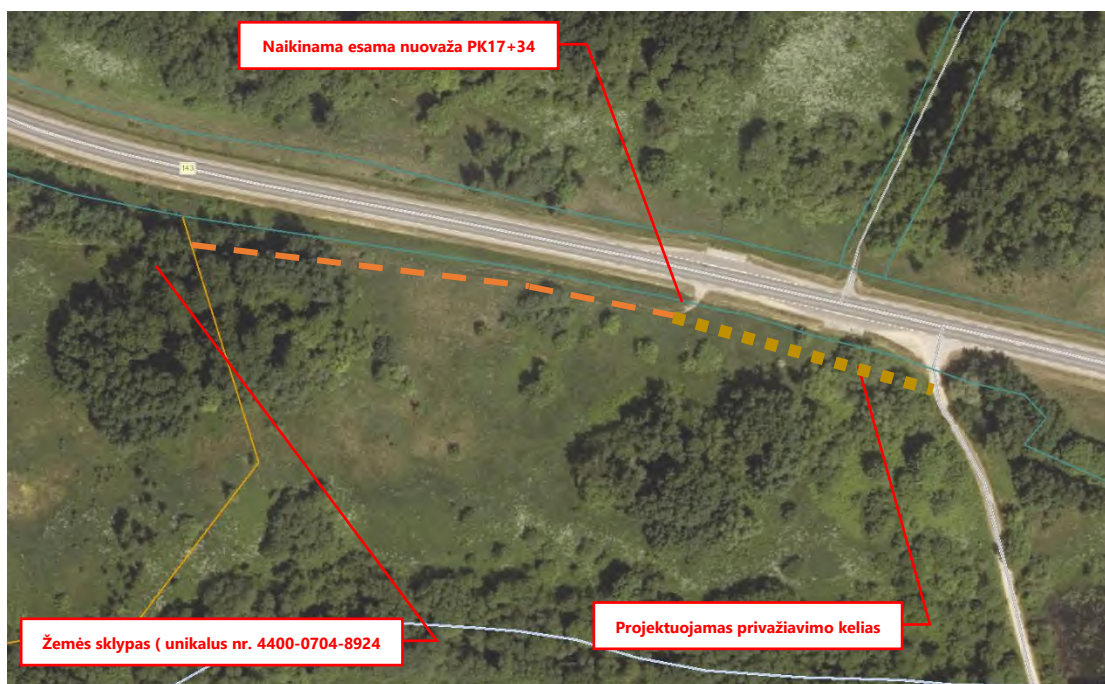 Naikinama esama nuovaža PK17+34
143
Žemės sklypas ( unikalus nr. 4400-0704-8924
Projektuojamas privažiavimo kelias